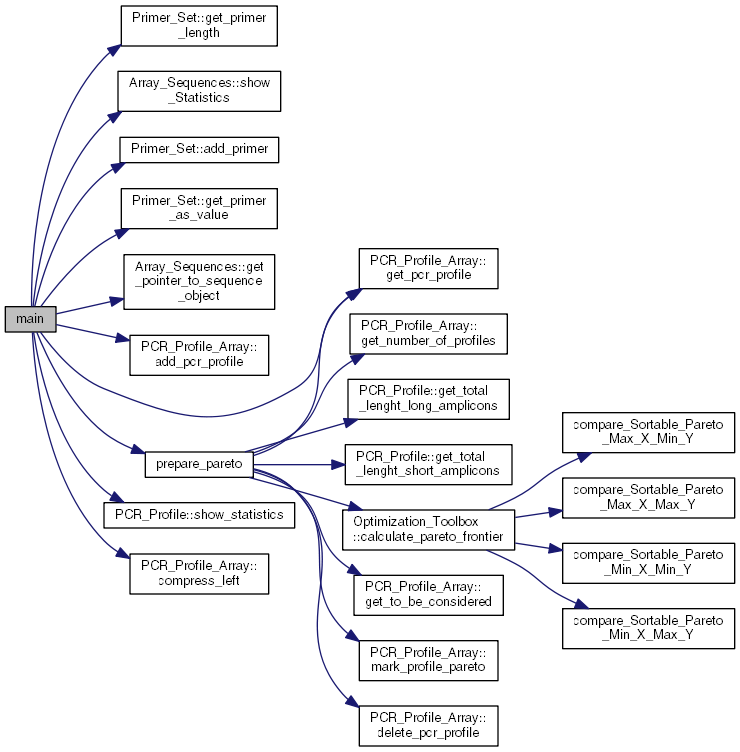 main
Primer_Set::get_primer
_length
Array_Sequences::show
_Statistics
Primer_Set::add_primer
Primer_Set::get_primer
_as_value
Array_Sequences::get
_pointer_to_sequence
_object
PCR_Profile_Array::
add_pcr_profile
prepare_pareto
PCR_Profile::show_statistics
PCR_Profile_Array::
compress_left
PCR_Profile_Array::
get_pcr_profile
PCR_Profile_Array::
get_number_of_profiles
PCR_Profile::get_total
_lenght_long_amplicons
PCR_Profile::get_total
_lenght_short_amplicons
Optimization_Toolbox
::calculate_pareto_frontier
PCR_Profile_Array::
get_to_be_considered
PCR_Profile_Array::
mark_profile_pareto
PCR_Profile_Array::
delete_pcr_profile
compare_Sortable_Pareto
_Max_X_Min_Y
compare_Sortable_Pareto
_Max_X_Max_Y
compare_Sortable_Pareto
_Min_X_Min_Y
compare_Sortable_Pareto
_Min_X_Max_Y